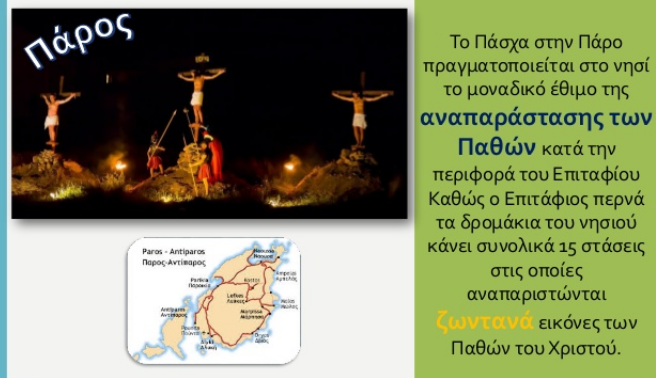 Πάρος
Το Πάσχα στην Πάρο
πραγματοποιείται στο νησί
το μοναδικό έθιμο της
αναπαράστασης των
Παθών κατά την
περιφορά του Επιταφίου
Καθώς ο Επιτάφιος περνά
τα δρομάκια του νησιού
κάνει συνολικά 15 στάσεις
στις οποίες
αναπαριστώνται
ζωντανά εικόνες των
Παθών του Χριστού.
Paros - Antiparos
Παρος-Αντίπαρος